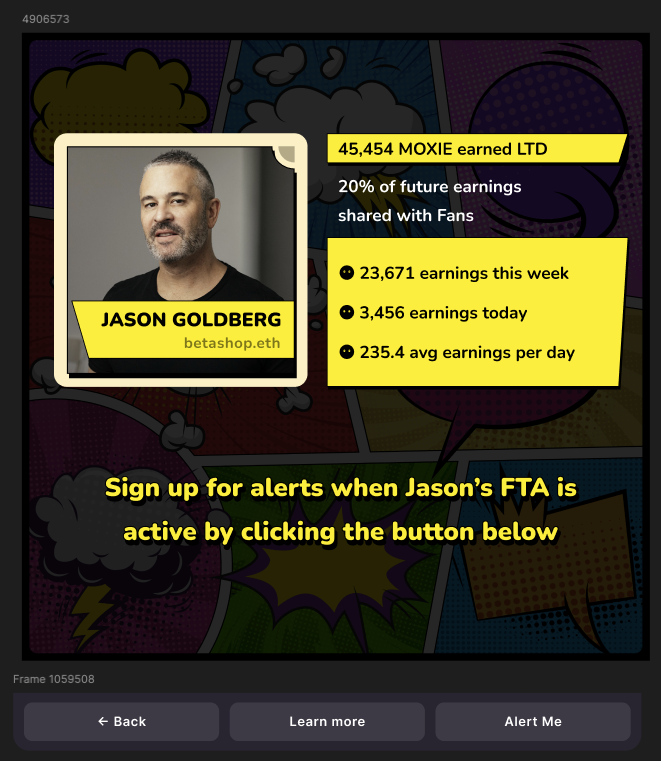 4906573
45,454 MOXIE earned LTD
20% of future earnings
shared with Fans
23,671 earnings this week
3,456 earnings today
235.4 avg earnings per day
JASON GOLDBERG
betashop.eth
Sign up for alerts when Jason's FTA is
active by clicking the button below
Frame 1059508
← Back
Learn more
Alert Me